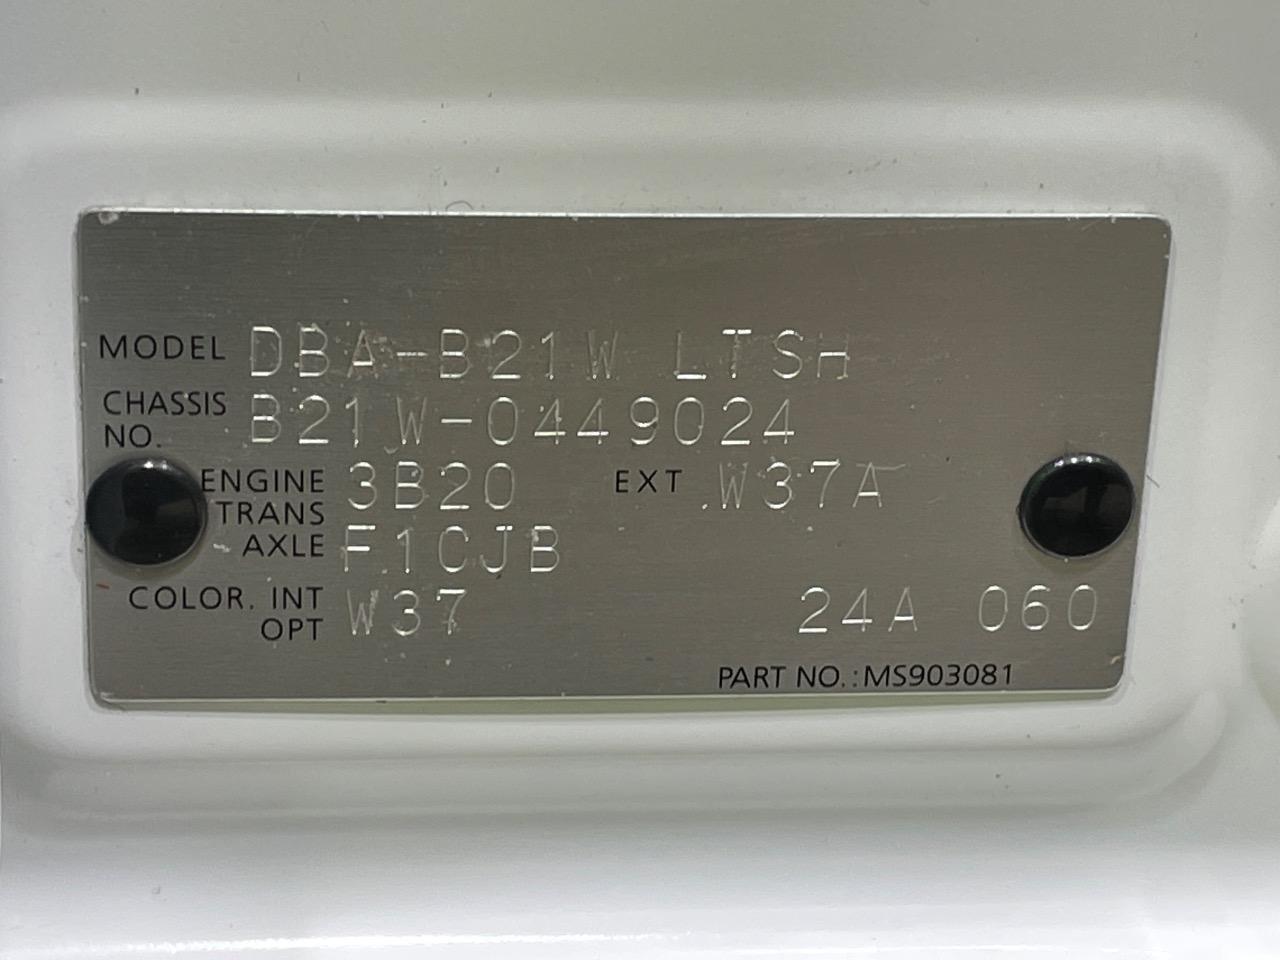 MODEL DBA-B21W LTSH
CHASSIS NO. B21W-0449024
ENGINE 3B20 EXT W37A
TRANS AXLE F1CJB
COLOR. INT OPT W37 24A 060
PART NO.:MS903081